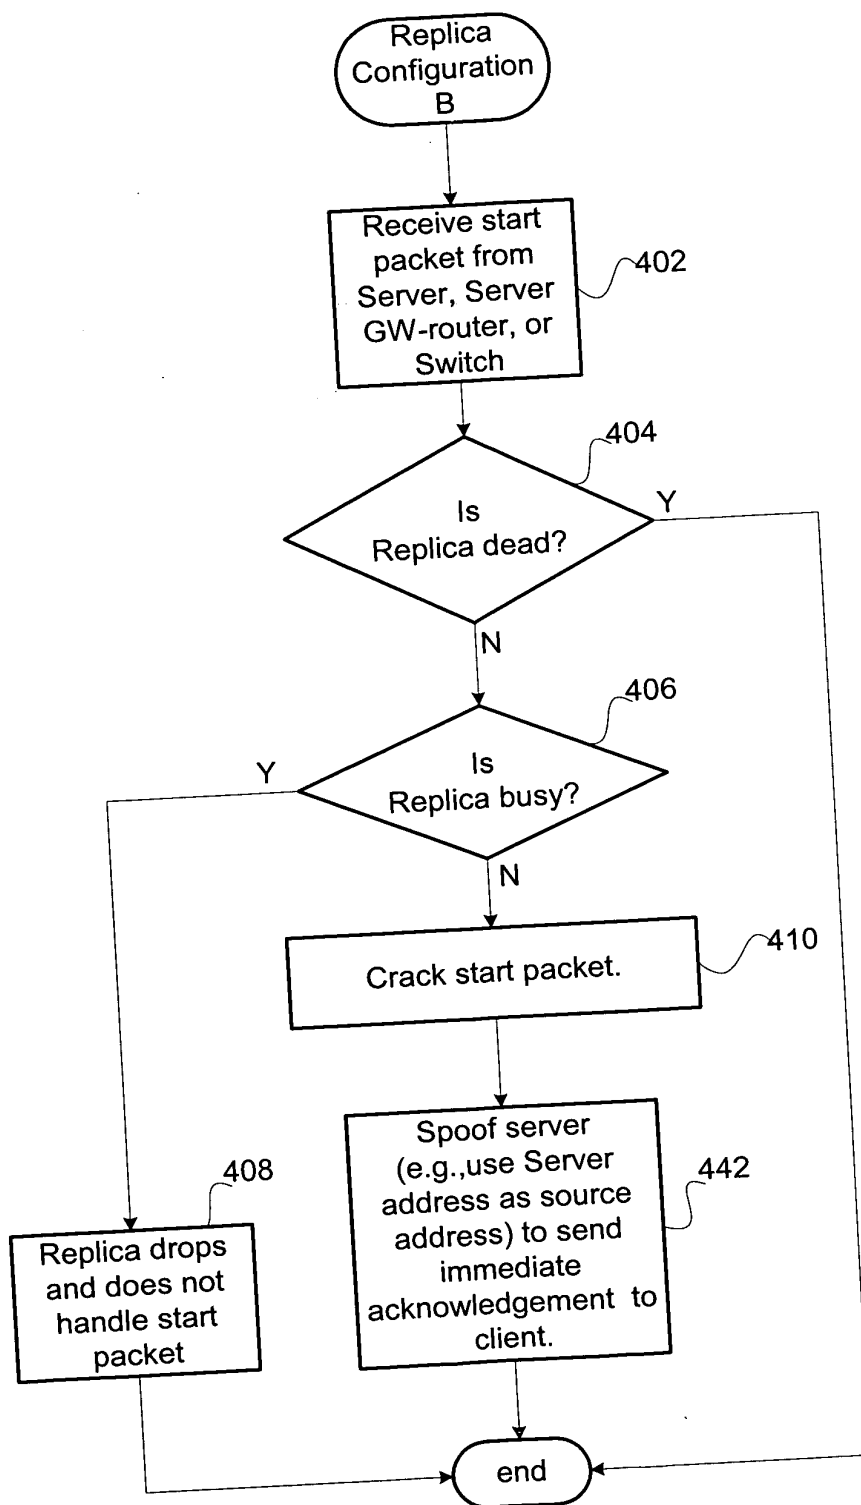 Replica
Configuration
B
Receive start
packet from
Server, Server
GW-router, or
Switch
402
404
Is
Replica dead?
Y
N
406
Is
Replica busy?
Y
N
Crack start packet.
410
Spoof server
(e.g.,use Server
address as source
address) to send
immediate
acknowledgement to
client.
442
408
Replica drops
and does not
handle start
packet
end